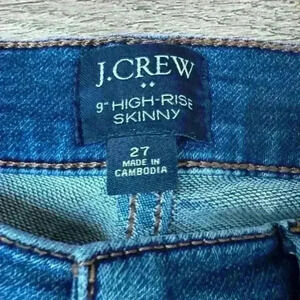 J.CREW
9" HIGH-RISE
SKINNY
27
MADE IN
CAMBODIA